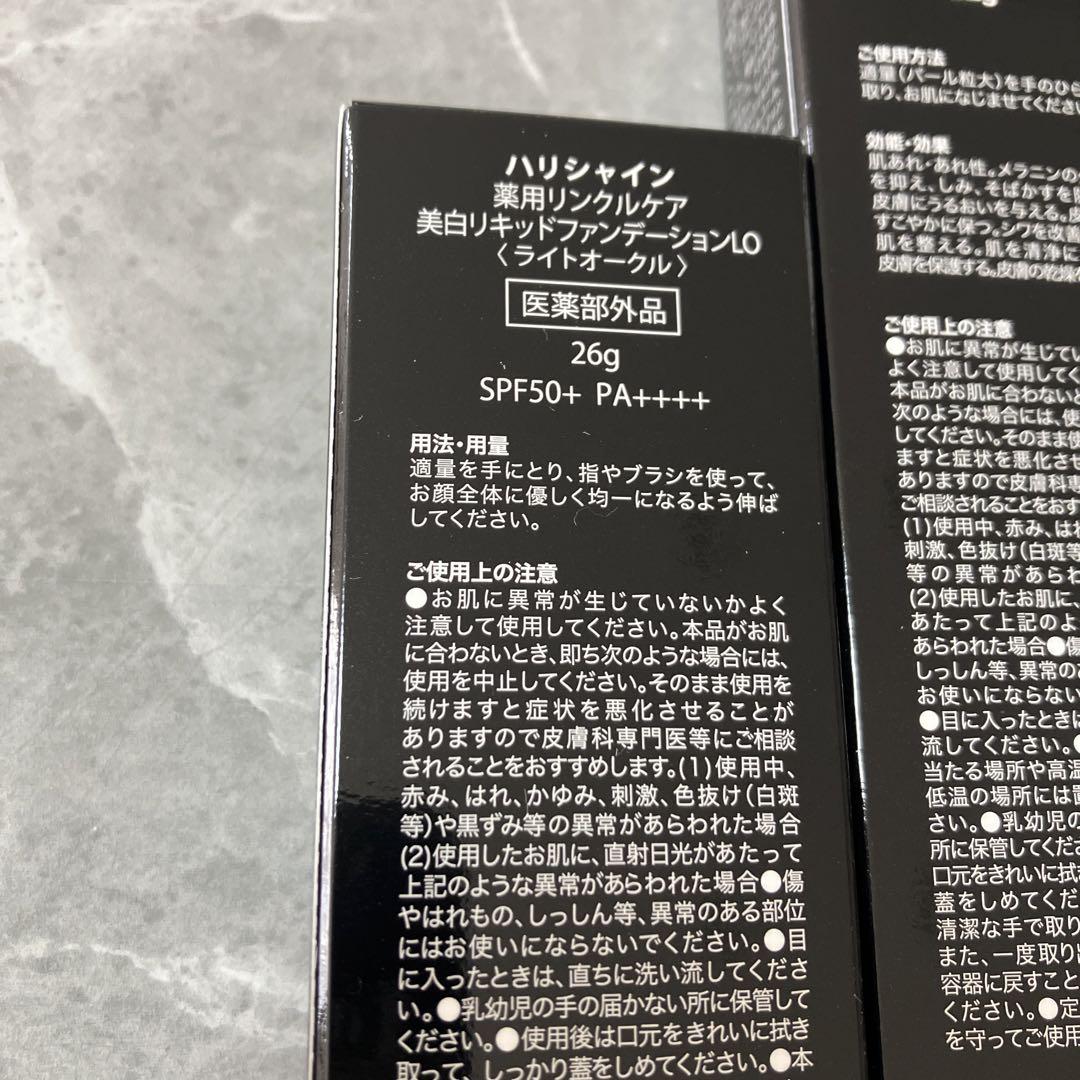 ハリシャイン
薬用リンクルケア
美白リキッドファンデーションLO
〈ライトオークル〉
医薬部外品
26g
SPF50+ PA++++
用法・用量
適量を手にとり、指やブラシを使って、
お顔全体に優しく均一になるよう伸ば
してください。
ご使用上の注意
●お肌に異常が生じていないかよく
注意して使用してください。本品がお肌
に合わないとき、即ち次のような場合には、
使用を中止してください。そのまま使用を
続けますと症状を悪化させることが
ありますので皮膚科専門医等にご相談
されることをおすすめします。(1)使用中、
赤み、はれ、かゆみ、刺激、色抜け(白斑
等)や黒ずみ等の異常があらわれた場合
(2)使用したお肌に、直射日光があたって
上記のような異常があらわれた場合●傷
やはれもの、しっしん等、異常のある部位
にはお使いにならないでください。●目
に入ったときは、直ちに洗い流してくださ
い。●乳幼児の手の届かない所に保管して
ください。●使用後は口元をきれいに拭き
取って、しっかり蓋をしめてください。●本
ご使用方法
適量(パール粒大)を手のひら
取り、お肌になじませてくださ
効能・効果
肌あれ・あれ性。メラニンの
を抑え、しみ、そばかすを
皮膚にうるおいを与える。
すこやかに保つ。シワを改善
肌を整える。肌を清浄に
皮膚を保護する。皮膚の乾燥
ご使用上の注意
●お肌に異常が生じてい
よく注意して使用してく
本品がお肌に合わないと
次のような場合には、使
してください。そのまま使
ますと症状を悪化させ
ありますので皮膚科専
ご相談されることをおす
(1)使用中、赤み、はれ
刺激、色抜け(白斑等
等の異常があらわ
(2)使用したお肌に、
あたって上記のよ
あらわれた場合●傷
しっしん等、異常の
お使いにならない
●目に入ったときは
流してください。
当たる場所や高温
低温の場所には置
さい。●乳幼児の
所に保管してくだ
口元をきれいに拭き
蓋をしめてくだ
清潔な手で取り
また、一度取り出
容器に戻すこと
ください。●定
を守ってご使用